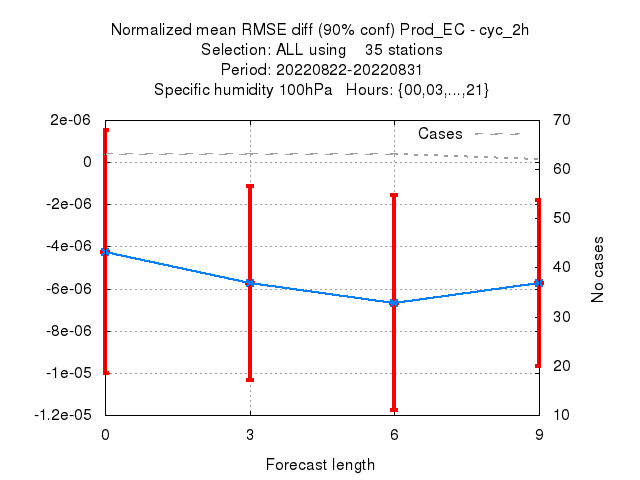 Normalized mean RMSE diff (90% conf) Prod_EC - cyc_2h
Selection: ALL using 35 stations
Period: 20220822-20220831
Specific humidity 100hPa Hours: {00,03,...,21}
2e-06
0
-2e-06
-4e-06
-6e-06
-8e-06
-1e-05
-1.2e-05
Cases
70
60
50
40
30
20
10
No cases
0 3 6 9
Forecast length